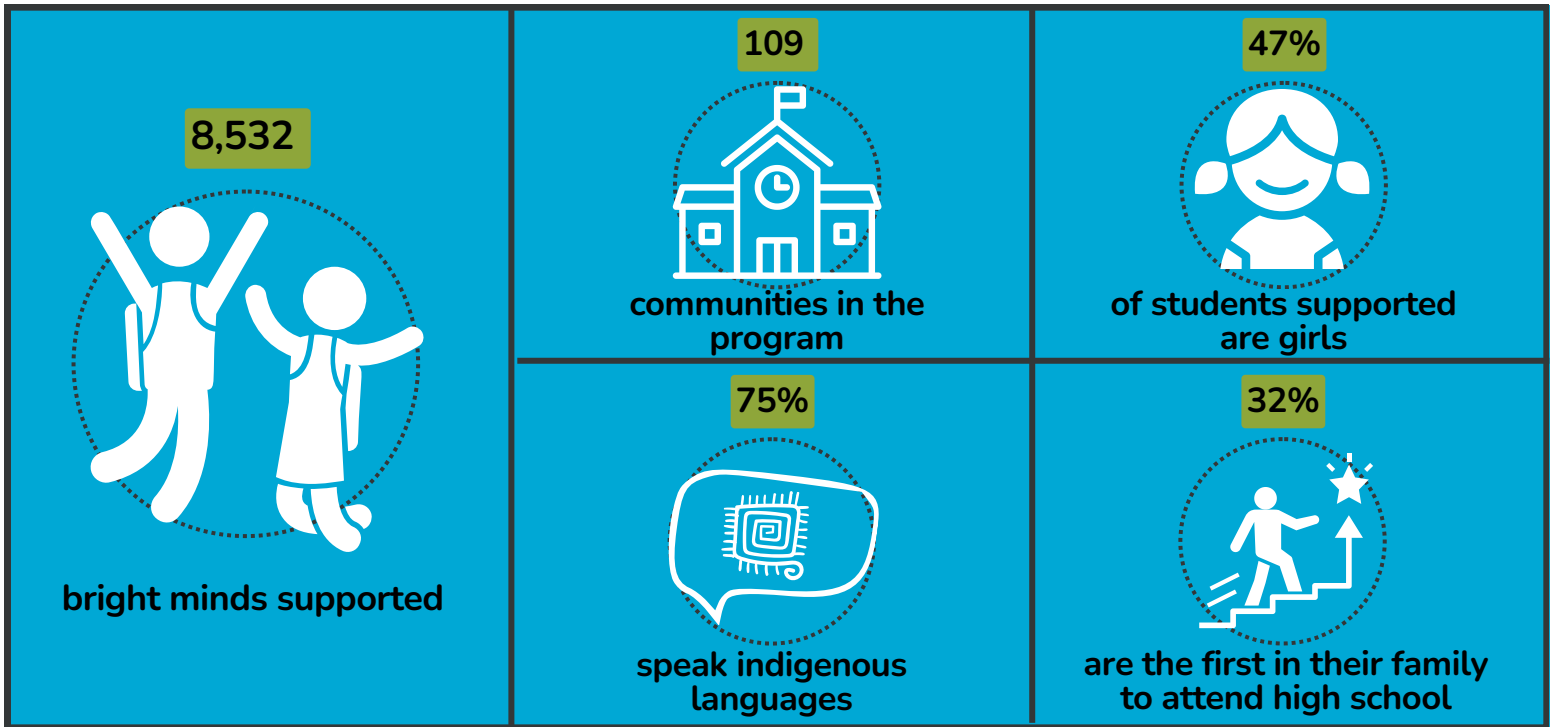 8,532
bright minds supported
109
communities in the
program
47%
of students supported
are girls
75%
speak indigenous
languages
32%
are the first in their family
to attend high school